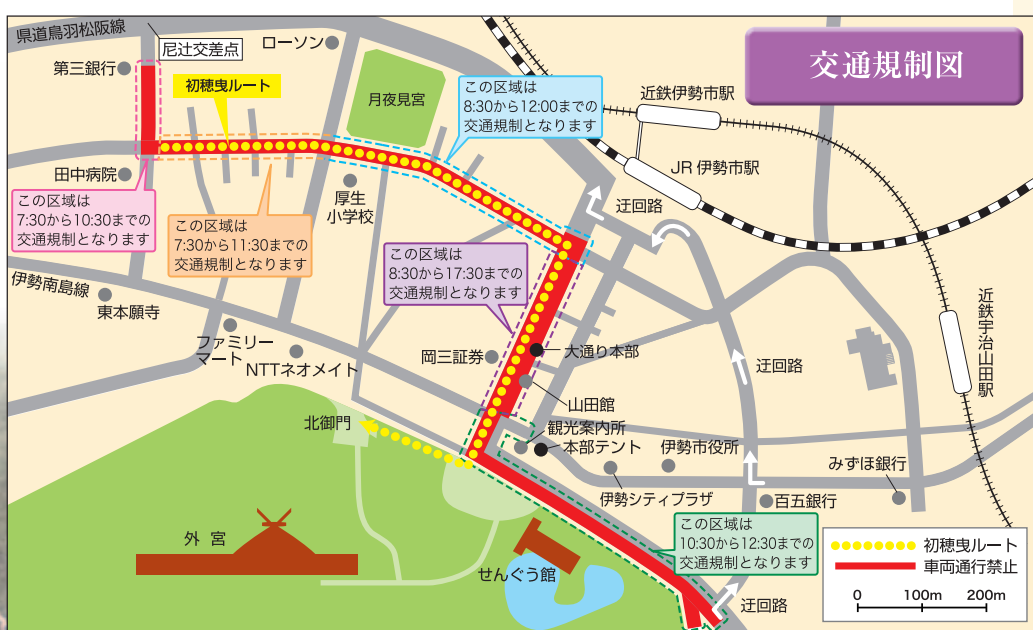 県道鳥羽松阪線
尼辻交差点
ローソン
第三銀行
初穂曳ルート
月夜見宮
この区域は
8:30から12:00までの
交通規制となります
交通規制図
近鉄伊勢市駅
JR 伊勢市駅
田中病院
この区域は
7:30から10:30までの
交通規制となります
この区域は
7:30から11:30までの
交通規制となります
厚生
小学校
迂回路
この区域は
8:30から17:30までの
交通規制となります
伊勢南島線
東本願寺
ファミリー
マート
NTTネオメイト
岡三証券
大通り本部
迂回路
近鉄宇治山田駅
山田館
北御門
観光案内所
本部テント
伊勢市役所
みずほ銀行
伊勢シティプラザ
百五銀行
外宮
せんぐう館
この区域は
10:30から12:30までの
交通規制となります
迂回路
初穂曳ルート
車両通行禁止
0 100m 200m